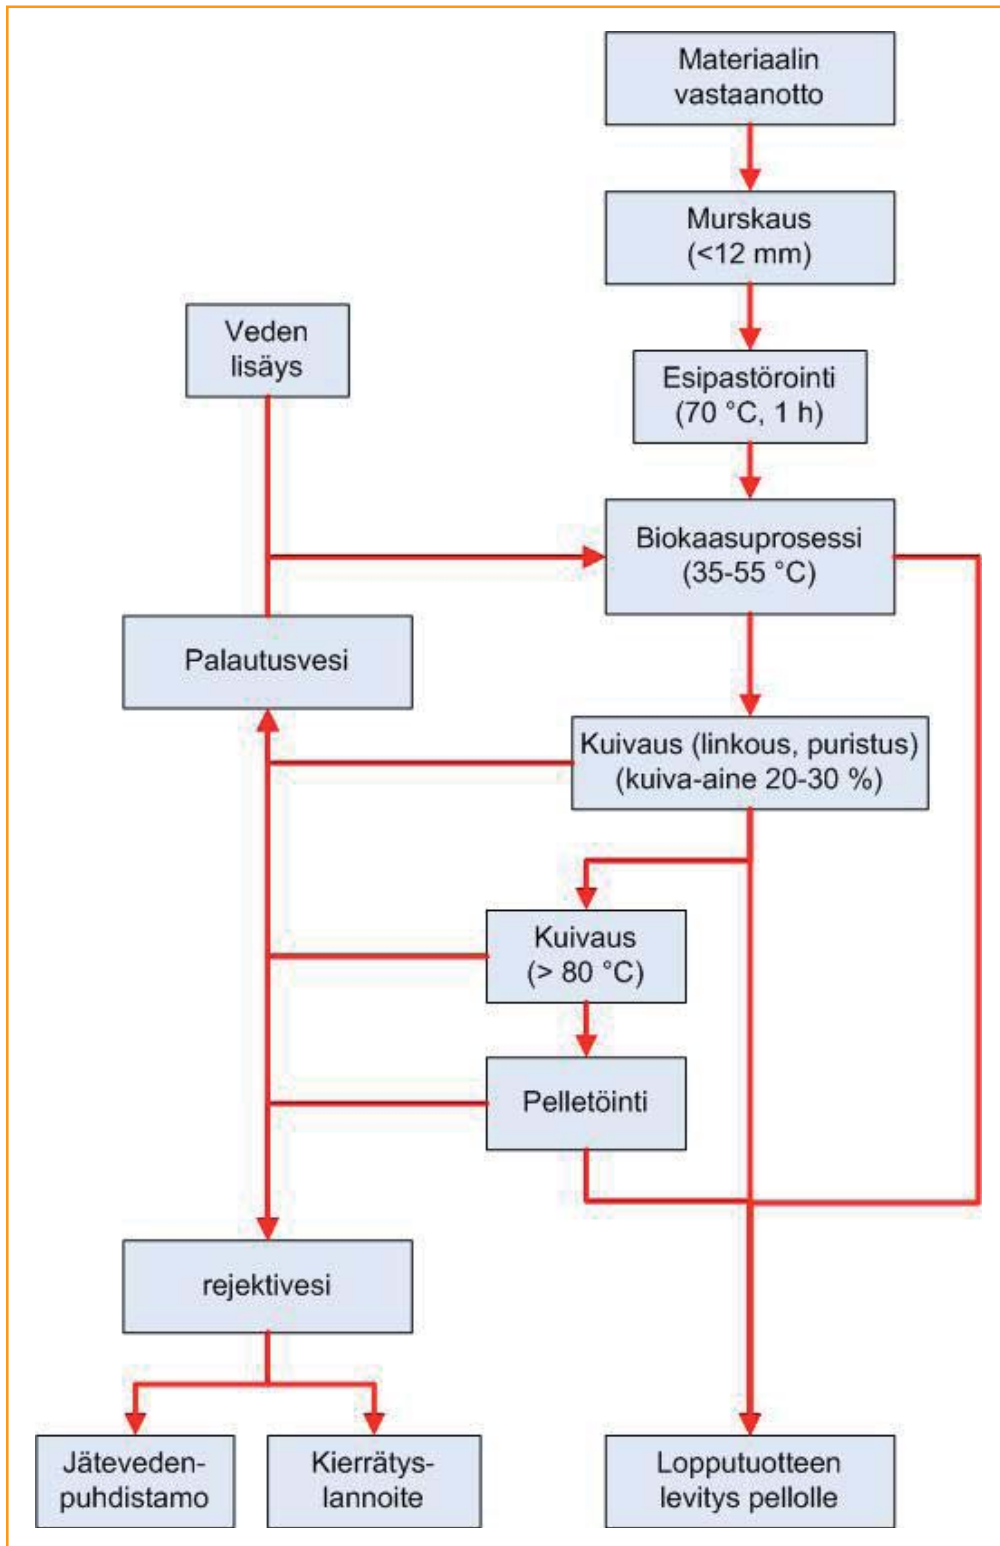 Materiaalin
vastaanotto
Murskaus
(<12 mm)
Veden
lisäys
Esipastörointi
(70 °C, 1 h)
Biokaasuprosessi
(35-55 °C)
Palautusvesi
Kuivaus (linkous, puristus)
(kuiva-aine 20-30 %)
Kuivaus
(> 80 °C)
Pelletöinti
rejektivesi
Jäteveden-
puhdistamo
Kierrätys-
lannoite
Lopputuotteen
levitys pellolle